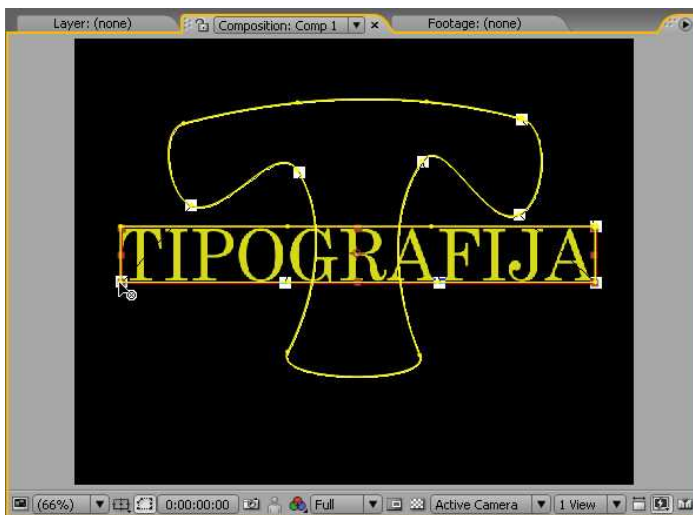 Layer: (none) Composition: Comp 1 Footage: (none)
TIPOGRAFIJA
(66%) 0:00:00:00 Full Active Camera 1 View